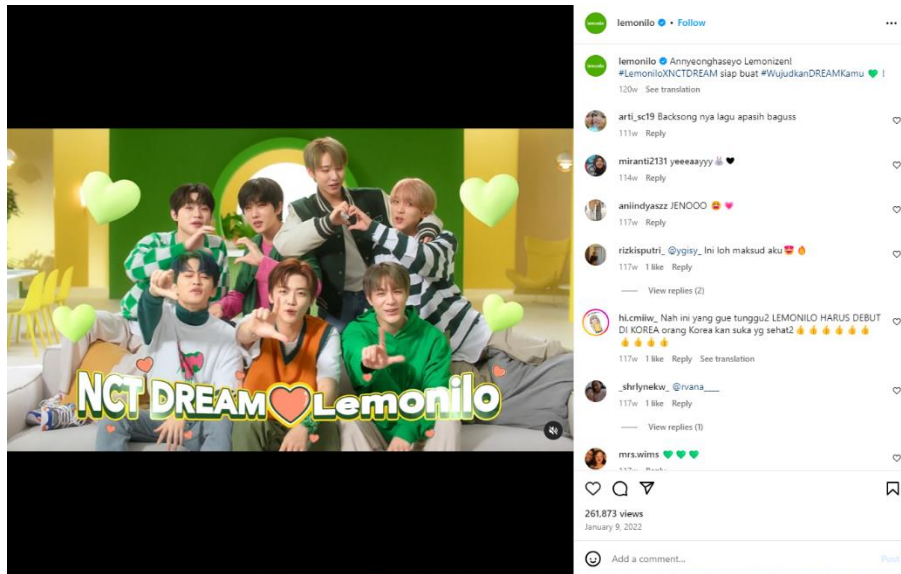 NCT DREAM Lemonilo
lemonilo • Follow
lemonilo Annyeonghaseyo Lemonizen!
#LemoniloXNCTDREAM siap buat #WujudkanDREAMKamu 💚 !
120w See translation
arti_sc19 Backsong nya lagu apasih baguss
111w Reply
miranti2131 yeeeaayyy🐰🖤
114w Reply
aniindyaszz JENOOO
117w Reply
rizkisputri_ @ygisy_ Ini loh maksud aku😍🔥
117w 1 like Reply
View replies (2)
hi.cmiiw_ Nah ini yang gue tunggu2 LEMONILO HARUS DEBUT
DI KOREA orang Korea kan suka yg sehat2👍👍👍👍👍👍
👍👍👍👍
117w 1 like Reply See translation
_shrlynekw_ @rvana____
117w 1 like Reply
View replies (1)
mrs.wims 💚💚💚
117w Reply
261,873 views
January 9, 2022
Add a comment...
Post